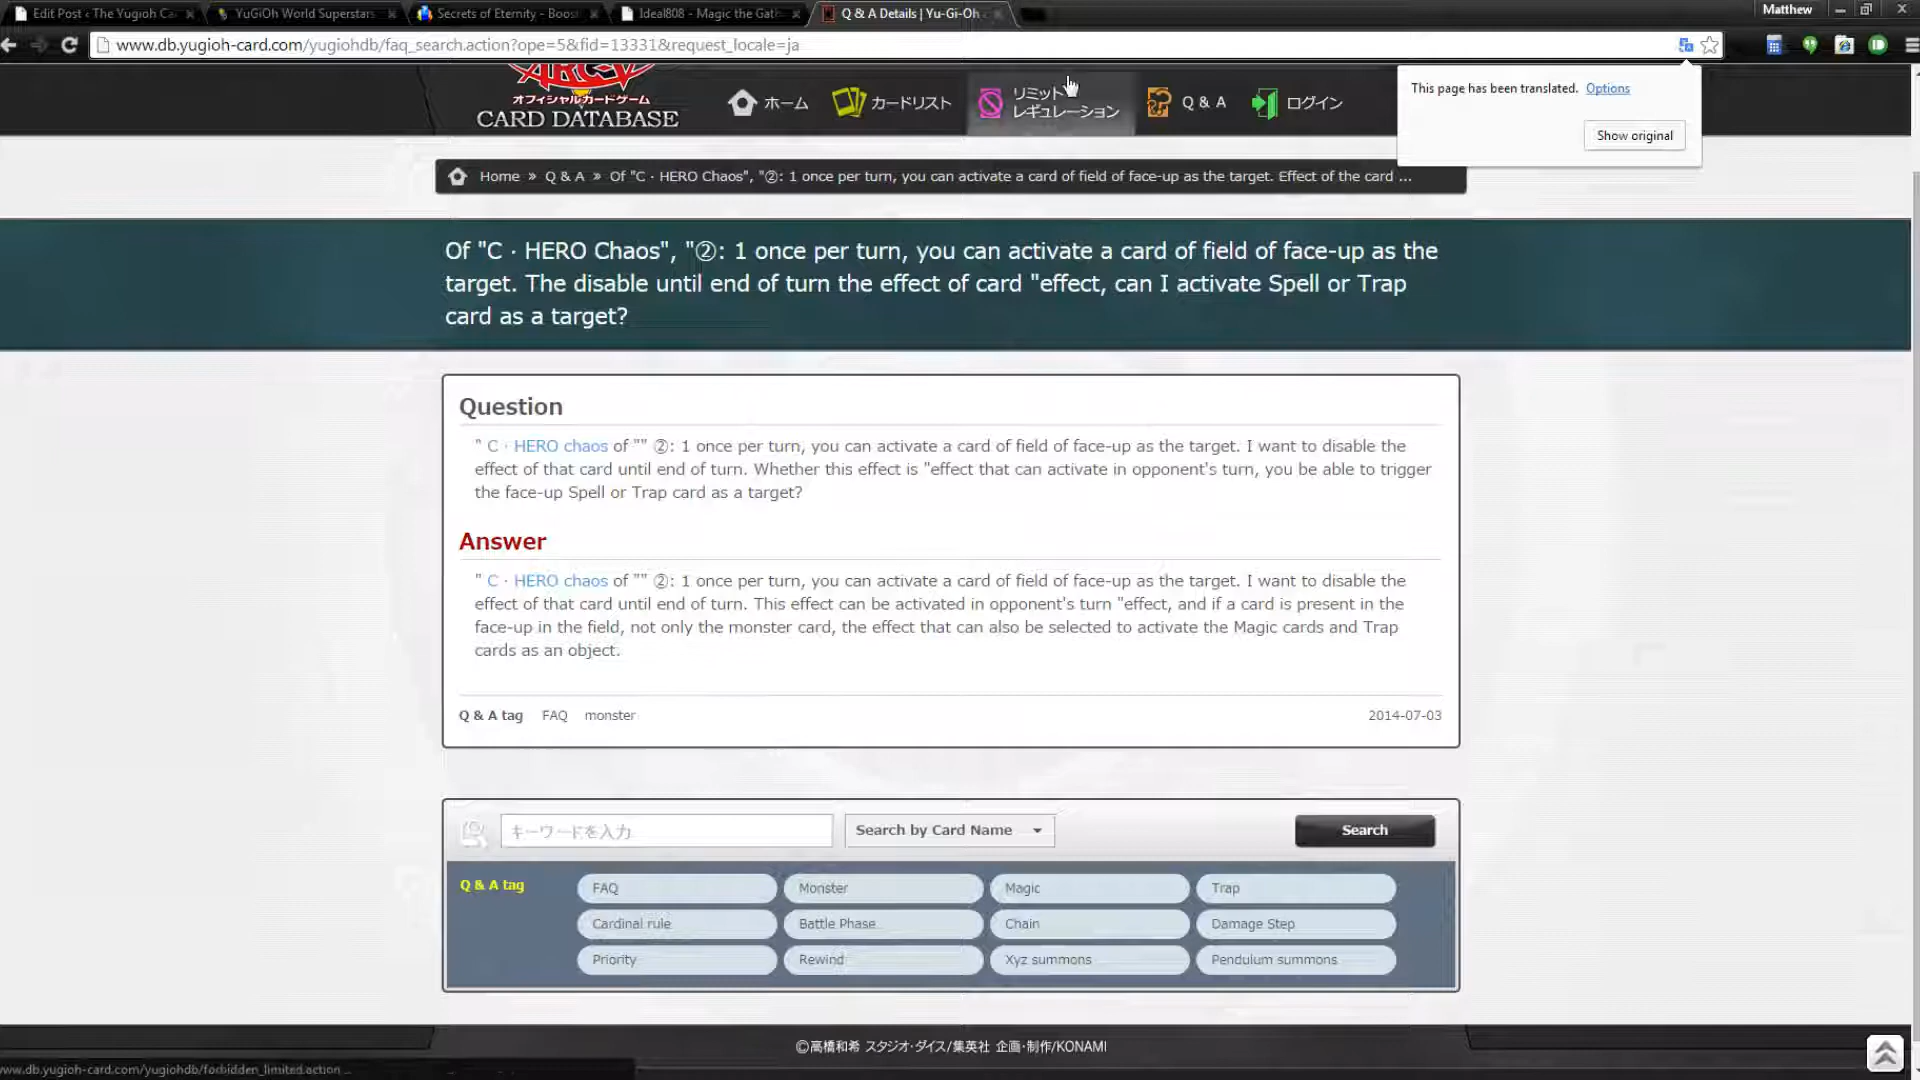 Edit Post ‹ The Yugioh Ca
YuGiOh World Superstars
Secrets of Eternity - Boost
Ideal808 - Magic the Gath
Q & A Details | Yu-Gi-Oh
Matthew
www.db.yugioh-card.com/yugiohdb/faq_search.action?ope=5&fid=13331&request_locale=ja
This page has been translated. Options
Show original
ARC-V
オフィシャルカードゲーム
CARD DATABASE
ホーム
カードリスト
リミット
レギュレーション
Q & A
ログイン
Home » Q & A » Of "C · HERO Chaos", "②: 1 once per turn, you can activate a card of field of face-up as the target. Effect of the card ...
Of "C · HERO Chaos", "②: 1 once per turn, you can activate a card of field of face-up as the
target. The disable until end of turn the effect of card "effect, can I activate Spell or Trap
card as a target?
Question
" C · HERO chaos of "" ②: 1 once per turn, you can activate a card of field of face-up as the target. I want to disable the
effect of that card until end of turn. Whether this effect is "effect that can activate in opponent's turn, you be able to trigger
the face-up Spell or Trap card as a target?
Answer
" C · HERO chaos of "" ②: 1 once per turn, you can activate a card of field of face-up as the target. I want to disable the
effect of that card until end of turn. This effect can be activated in opponent's turn "effect, and if a card is present in the
face-up in the field, not only the monster card, the effect that can also be selected to activate the Magic cards and Trap
cards as an object.
Q & A tag FAQ monster 2014-07-03
キーワードを入力
Search by Card Name
Search
Q & A tag
FAQ Monster Magic Trap
Cardinal rule Battle Phase Chain Damage Step
Priority Rewind Xyz summons Pendulum summons
©高橋和希 スタジオ・ダイス/集英社 企画・制作/KONAMI
www.db.yugioh-card.com/yugiohdb/forbidden_limited.action...